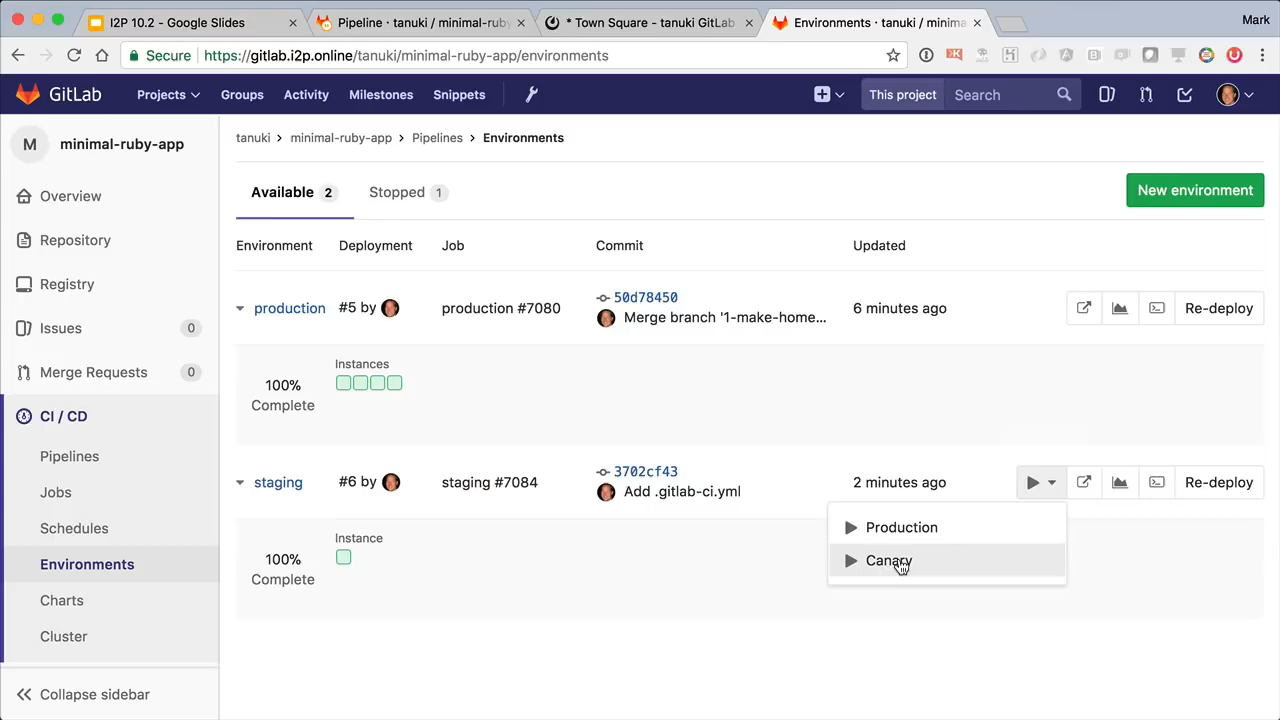 I2P 10.2 - Google Slides
Pipeline · tanuki / minimal-ruby
* Town Square - tanuki GitLab
Environments · tanuki / minima
Mark
Secure https://gitlab.i2p.online/tanuki/minimal-ruby-app/environments
GitLab Projects Groups Activity Milestones Snippets This project Search
M minimal-ruby-app
Overview
Repository
Registry
Issues 0
Merge Requests 0
CI / CD
Pipelines
Jobs
Schedules
Environments
Charts
Cluster
Collapse sidebar
tanuki > minimal-ruby-app > Pipelines > Environments
Available 2 Stopped 1 New environment
Environment Deployment Job Commit Updated
production #5 by production #7080 50d78450 6 minutes ago Re-deploy
Merge branch '1-make-home...
Instances
100%
Complete
staging #6 by staging #7084 3702cf43 2 minutes ago Re-deploy
Add .gitlab-ci.yml
Production
Canary
Instance
100%
Complete